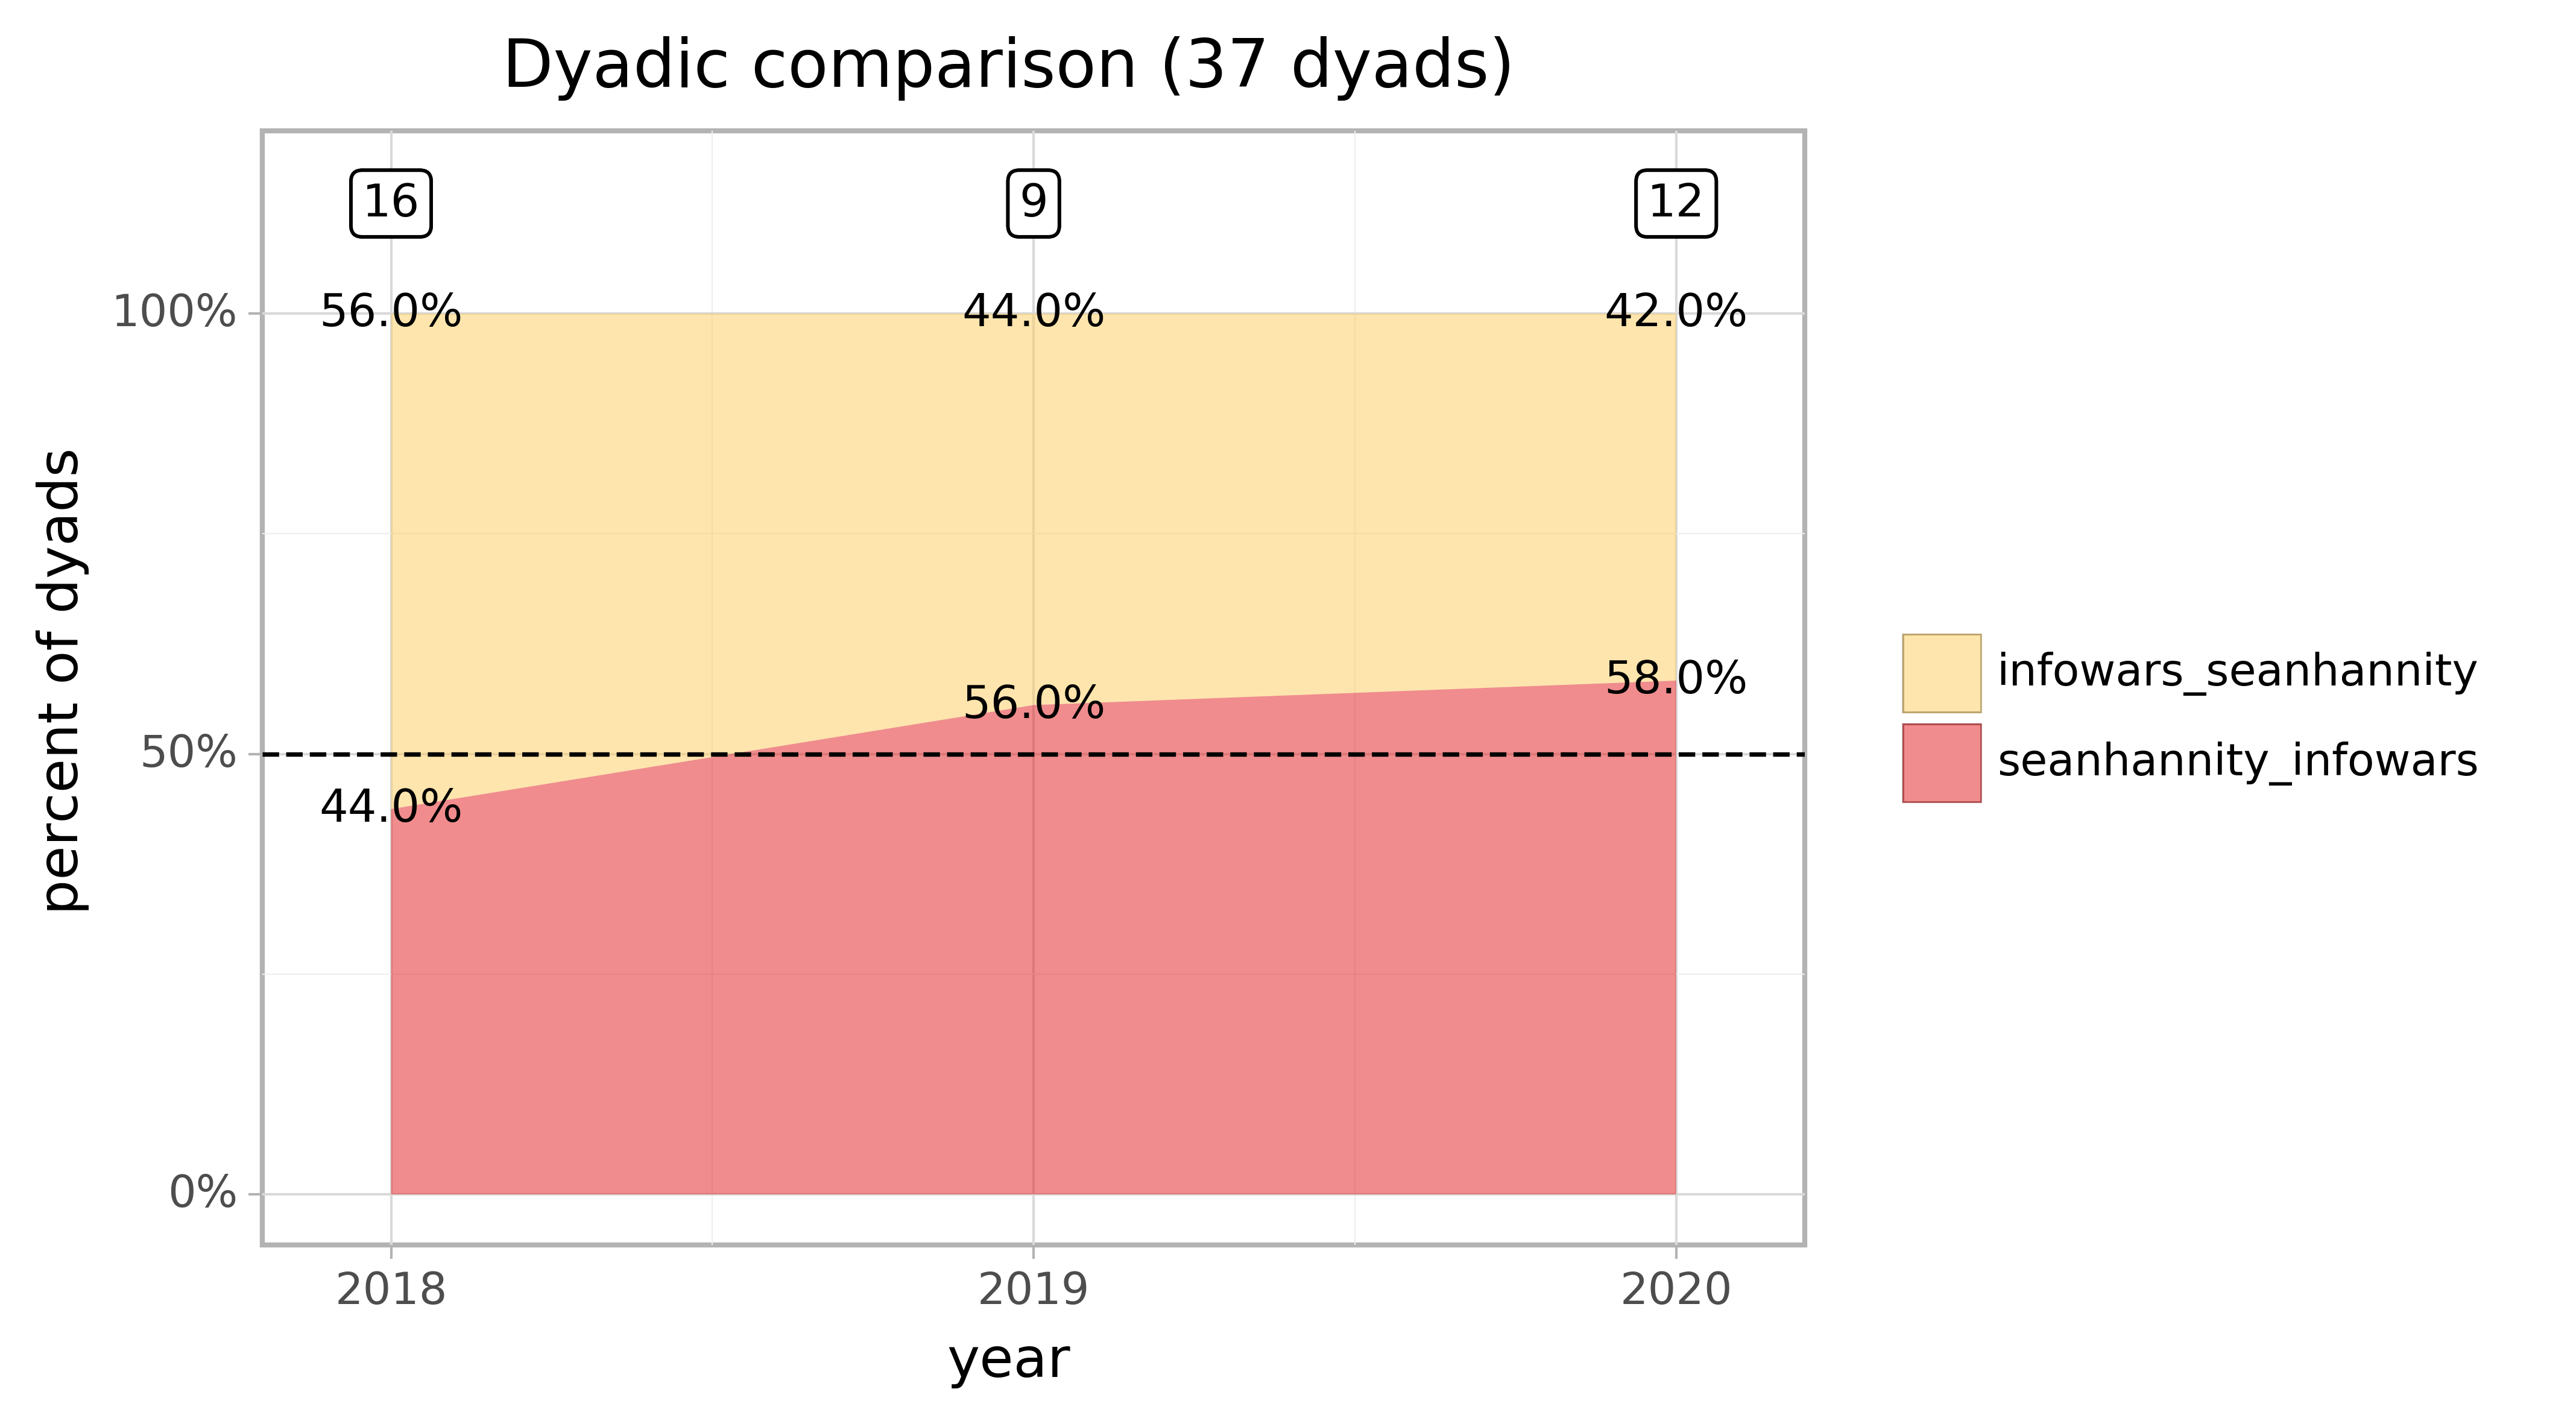 Dyadic comparison (37 dyads)
16 9 12
100%
56.0% 44.0% 42.0%
58.0%
56.0%
50%
44.0%
0%
2018 2019 2020
year
percent of dyads
infowars_seanhannity
seanhannity_infowars